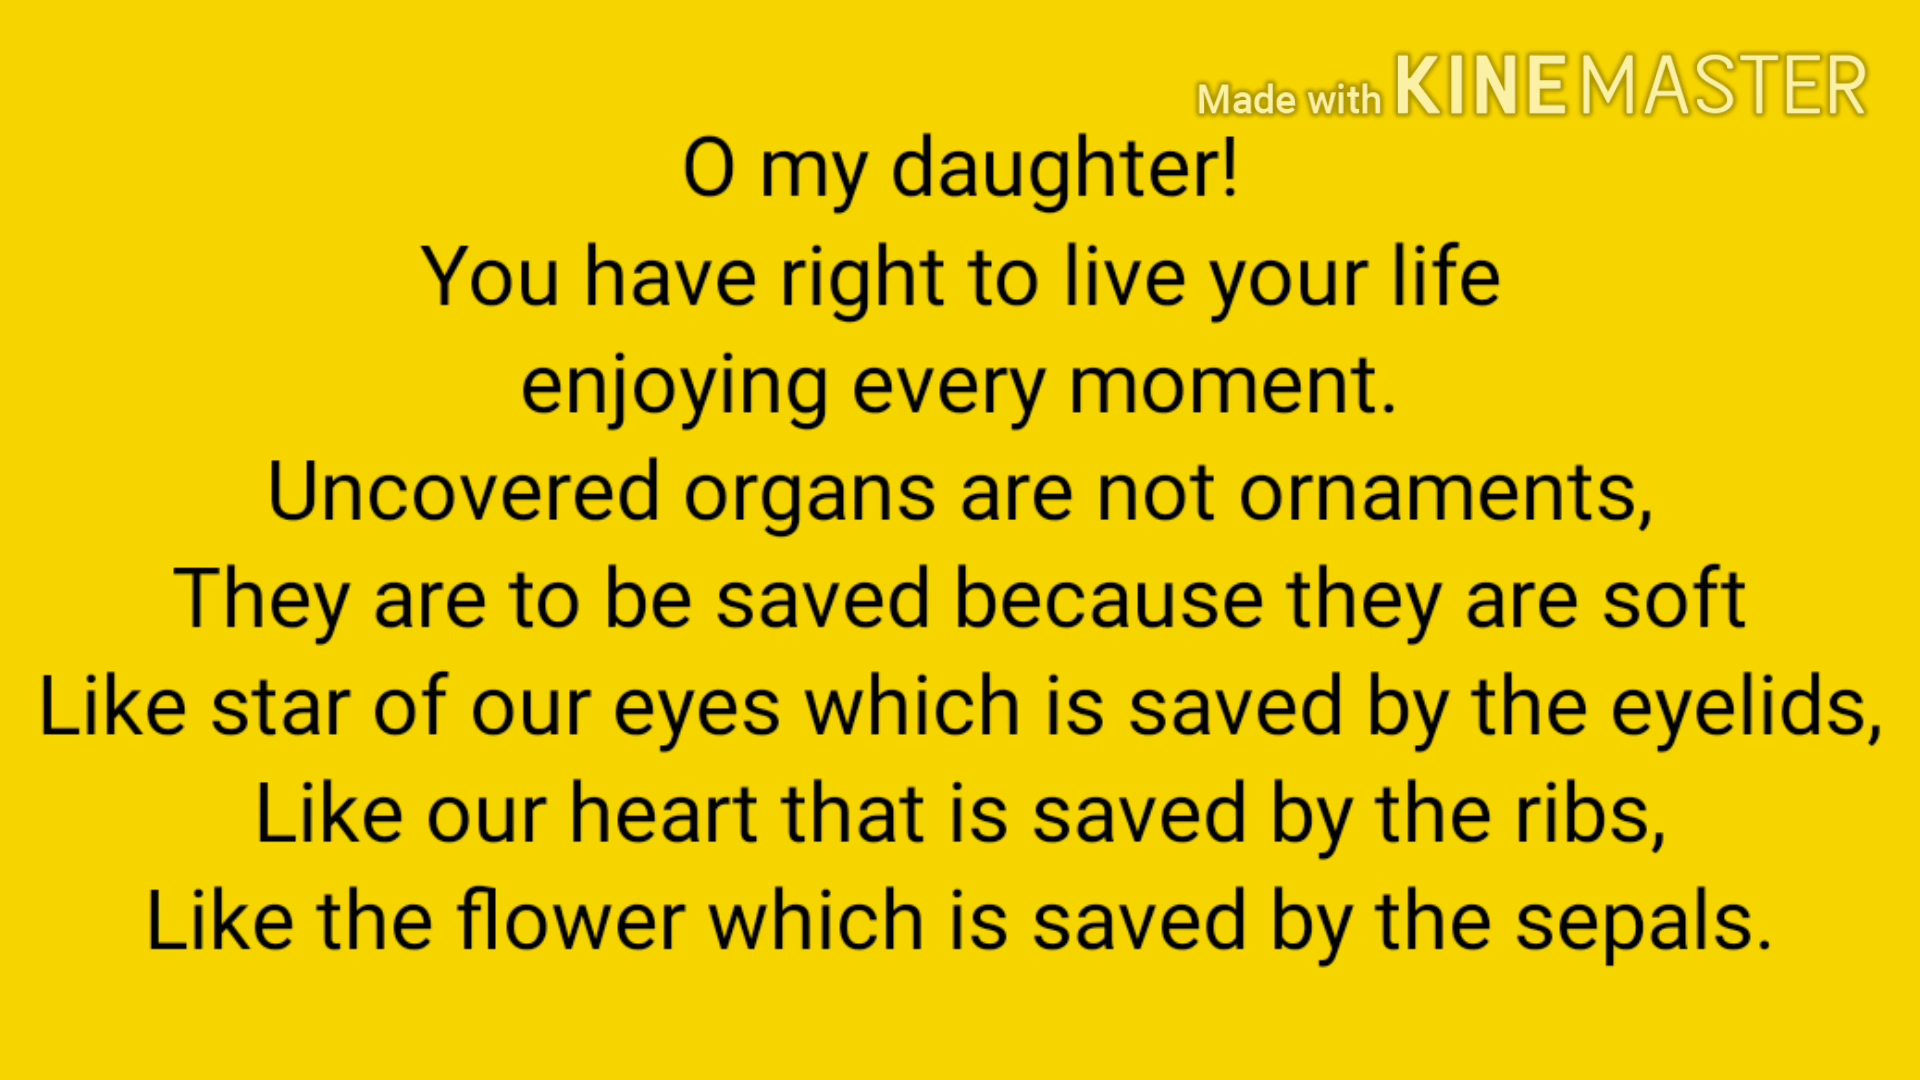 Made with KINEMASTER
O my daughter!
You have right to live your life
enjoying every moment.
Uncovered organs are not ornaments,
They are to be saved because they are soft
Like star of our eyes which is saved by the eyelids,
Like our heart that is saved by the ribs,
Like the flower which is saved by the sepals.